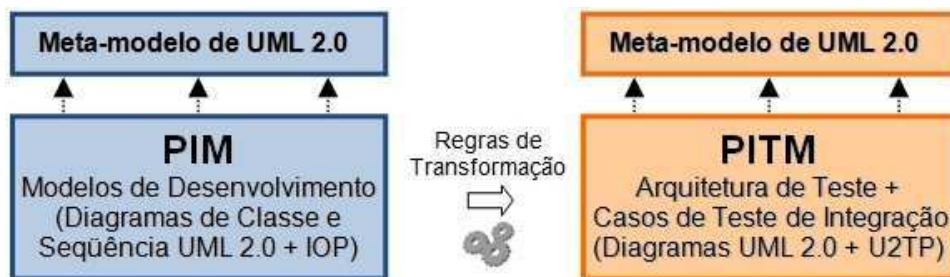 Meta-modelo de UML 2.0
PIM
Modelos de Desenvolvimento
(Diagramas de Classe e
Seqüência UML 2.0 + IOP)
Regras de
Transformação
Meta-modelo de UML 2.0
PITM
Arquitetura de Teste +
Casos de Teste de Integração
(Diagramas UML 2.0 + U2TP)